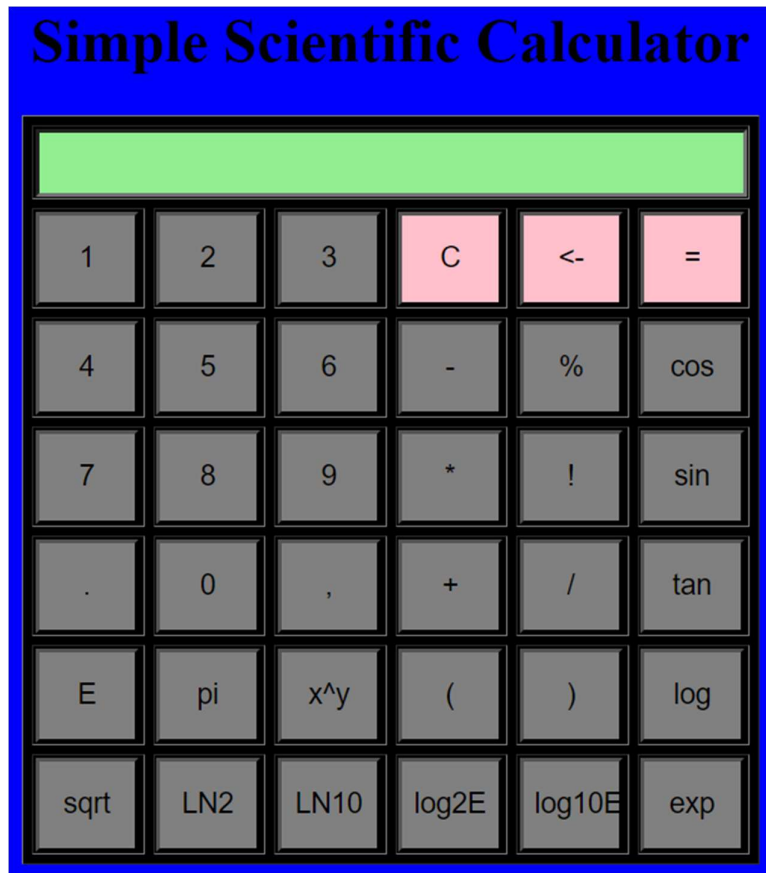 Simple Scientific Calculator
1 2 3 C <- =
4 5 6 - % cos
7 8 9 * ! sin
. 0 , + / tan
E pi x^y ( ) log
sqrt LN2 LN10 log2E log10E exp